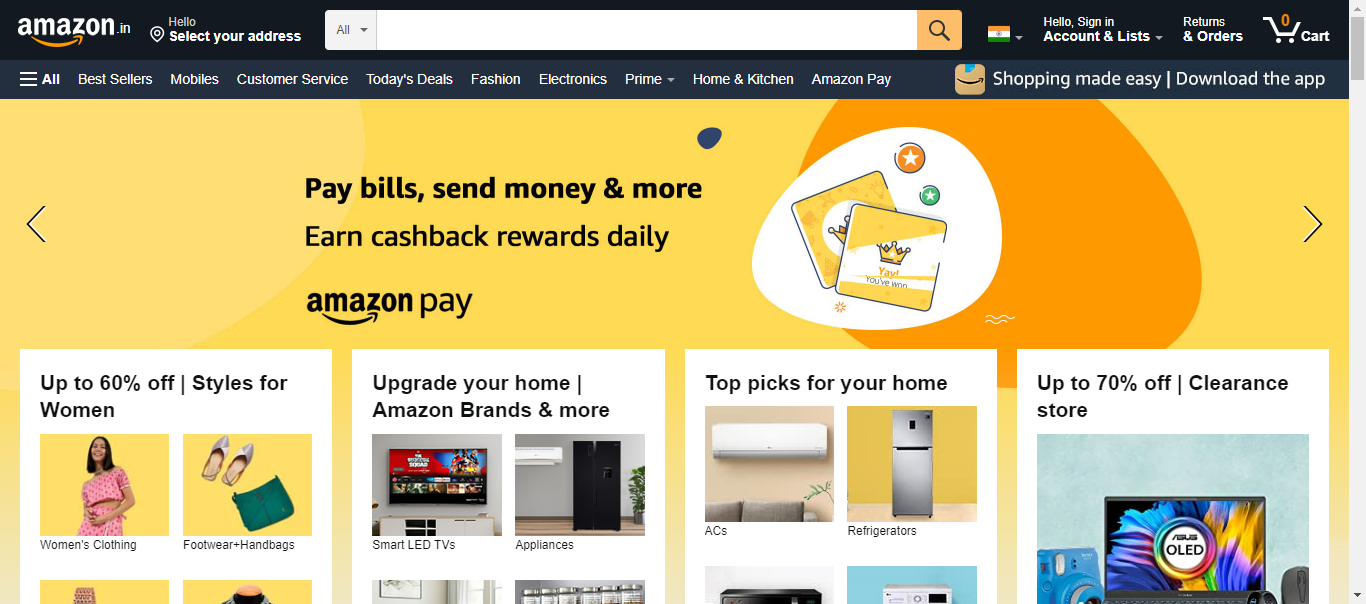 amazon.in
Hello
Select your address
All
Hello, Sign in
Account & Lists
Returns
& Orders
0
Cart
All
Best Sellers
Mobiles
Customer Service
Today's Deals
Fashion
Electronics
Prime
Home & Kitchen
Amazon Pay
Shopping made easy | Download the app
Pay bills, send money & more
Earn cashback rewards daily
amazon pay
Yay!
You've won
Up to 60% off | Styles for
Women
Women's Clothing
Footwear+Handbags
Upgrade your home |
Amazon Brands & more
Smart LED TVs
Appliances
Top picks for your home
ACs
Refrigerators
Up to 70% off | Clearance
store
ASUS
OLED